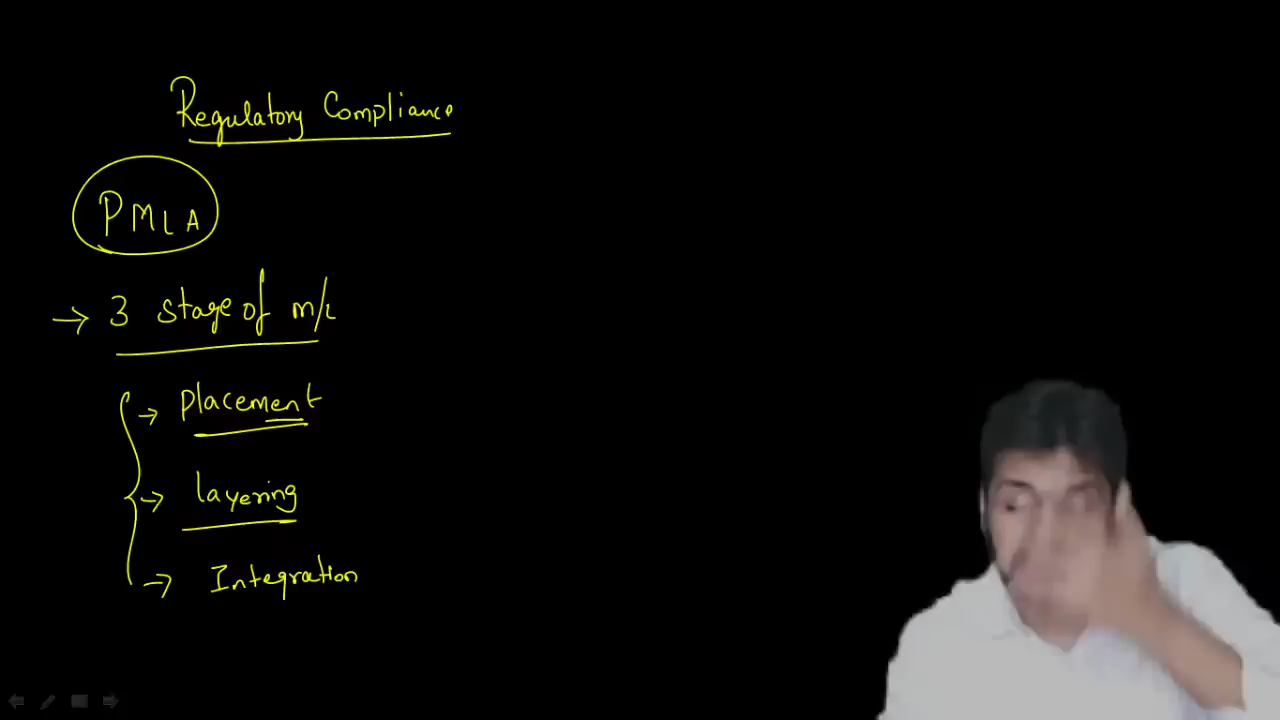 Regulatory Compliance
PMLA
→ 3 stage of m/L
→ Placement
→ layering
→ Integration